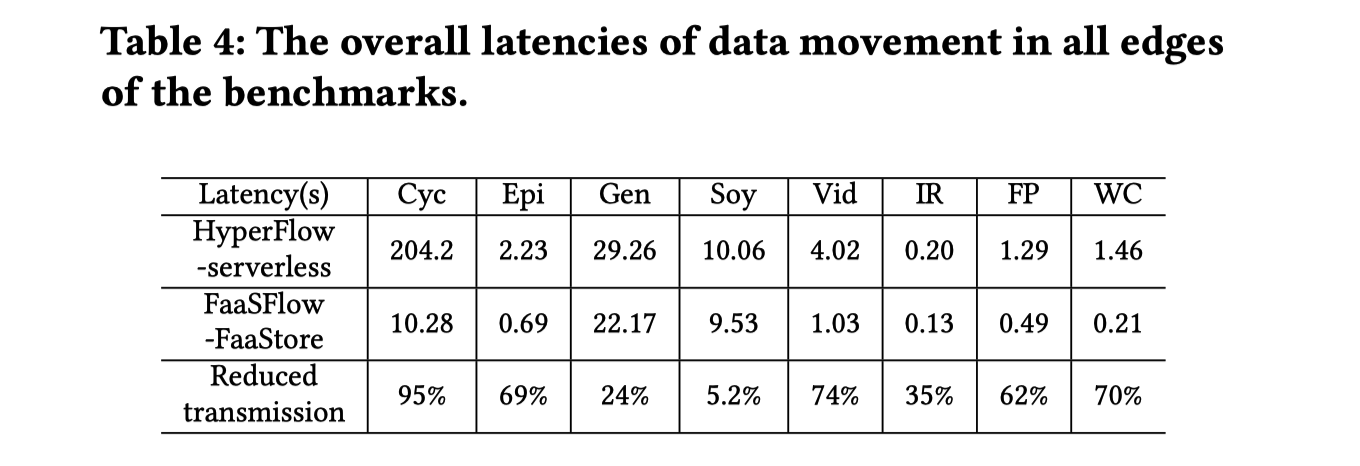 Table 4: The overall latencies of data movement in all edges
of the benchmarks.
Latency(s) Cyc Epi Gen Soy Vid IR FP WC
HyperFlow
-serverless 204.2 2.23 29.26 10.06 4.02 0.20 1.29 1.46
FaaSFlow
-FaaStore 10.28 0.69 22.17 9.53 1.03 0.13 0.49 0.21
Reduced
transmission 95% 69% 24% 5.2% 74% 35% 62% 70%